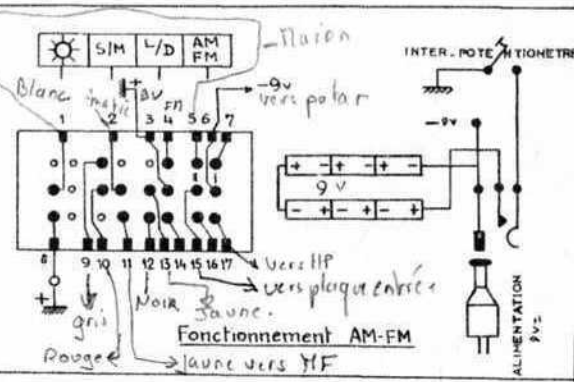 S/M L/D AM FM
Maron
INTER. POTENTIOMETRE
Blanc
+ 9V
FM
-9v
vers potar
1 2 3 4 5 6 7
-9v
+ - + - + -
9V
- + - + - +
8 9 10 11 12 13 14 15 16 17
vers HP
vers plaque entrée
+
gris
Noir
Jaune.
Rouge
Jaune vers MF
Fonctionnement AM-FM
ALIMENTATION
9V=